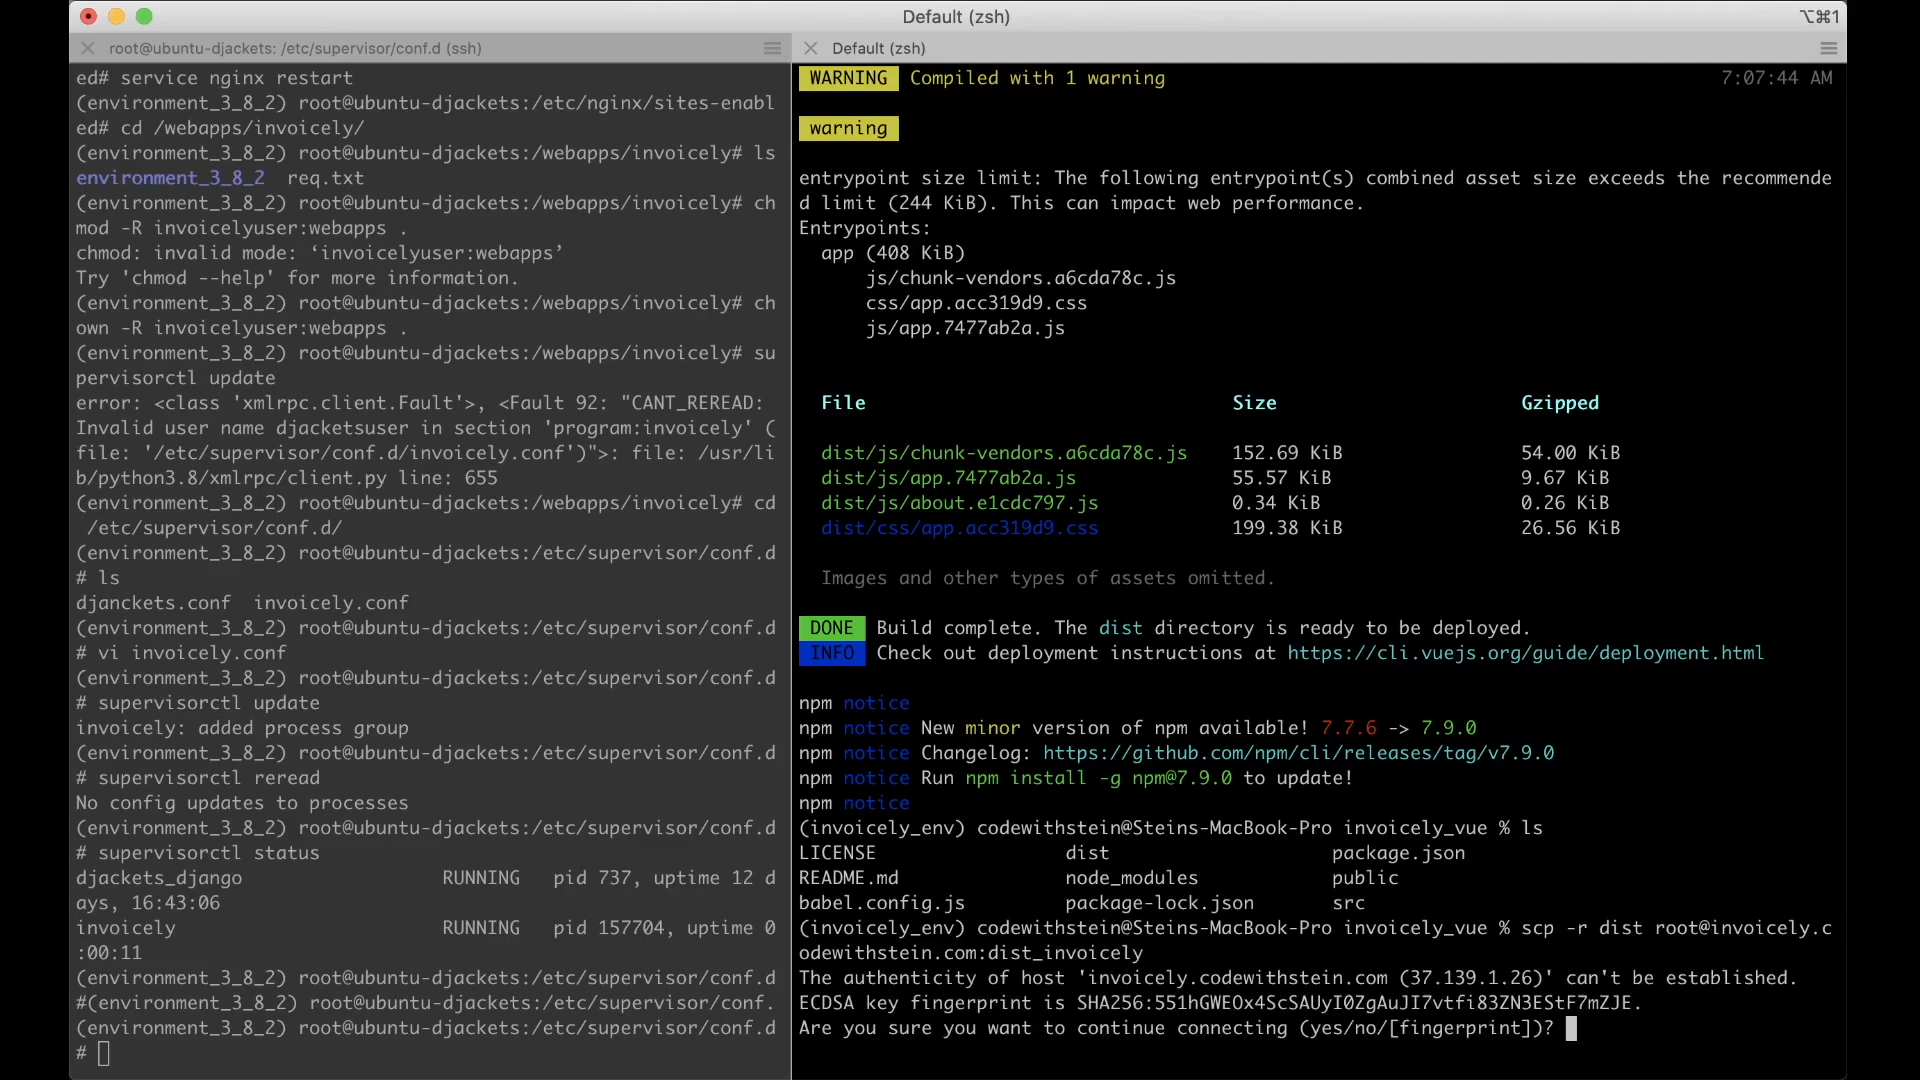 Default (zsh)
⌥⌘1
root@ubuntu-djackets: /etc/supervisor/conf.d (ssh)
ed# service nginx restart
(environment_3_8_2) root@ubuntu-djackets:/etc/nginx/sites-enabl
ed# cd /webapps/invoicely/
(environment_3_8_2) root@ubuntu-djackets:/webapps/invoicely# ls
environment_3_8_2  req.txt
(environment_3_8_2) root@ubuntu-djackets:/webapps/invoicely# ch
mod -R invoicelyuser:webapps .
chmod: invalid mode: ‘invoicelyuser:webapps’
Try 'chmod --help' for more information.
(environment_3_8_2) root@ubuntu-djackets:/webapps/invoicely# ch
own -R invoicelyuser:webapps .
(environment_3_8_2) root@ubuntu-djackets:/webapps/invoicely# su
pervisorctl update
error: <class 'xmlrpc.client.Fault'>, <Fault 92: "CANT_REREAD:
Invalid user name djacketsuser in section 'program:invoicely' (
file: '/etc/supervisor/conf.d/invoicely.conf')">: file: /usr/li
b/python3.8/xmlrpc/client.py line: 655
(environment_3_8_2) root@ubuntu-djackets:/webapps/invoicely# cd
/etc/supervisor/conf.d/
(environment_3_8_2) root@ubuntu-djackets:/etc/supervisor/conf.d
# ls
djanckets.conf  invoicely.conf
(environment_3_8_2) root@ubuntu-djackets:/etc/supervisor/conf.d
# vi invoicely.conf
(environment_3_8_2) root@ubuntu-djackets:/etc/supervisor/conf.d
# supervisorctl update
invoicely: added process group
(environment_3_8_2) root@ubuntu-djackets:/etc/supervisor/conf.d
# supervisorctl reread
No config updates to processes
(environment_3_8_2) root@ubuntu-djackets:/etc/supervisor/conf.d
# supervisorctl status
djackets_django                  RUNNING   pid 737, uptime 12 d
ays, 16:43:06
invoicely                        RUNNING   pid 157704, uptime 0
:00:11
(environment_3_8_2) root@ubuntu-djackets:/etc/supervisor/conf.d
#(environment_3_8_2) root@ubuntu-djackets:/etc/supervisor/conf.
(environment_3_8_2) root@ubuntu-djackets:/etc/supervisor/conf.d
#
Default (zsh)
WARNING  Compiled with 1 warning  7:07:44 AM
warning
entrypoint size limit: The following entrypoint(s) combined asset size exceeds the recommende
d limit (244 KiB). This can impact web performance.
Entrypoints:
app (408 KiB)
js/chunk-vendors.a6cda78c.js
css/app.acc319d9.css
js/app.7477ab2a.js
File  Size  Gzipped
dist/js/chunk-vendors.a6cda78c.js  152.69 KiB  54.00 KiB
dist/js/app.7477ab2a.js  55.57 KiB  9.67 KiB
dist/js/about.e1cdc797.js  0.34 KiB  0.26 KiB
dist/css/app.acc319d9.css  199.38 KiB  26.56 KiB
Images and other types of assets omitted.
DONE  Build complete. The dist directory is ready to be deployed.
INFO  Check out deployment instructions at https://cli.vuejs.org/guide/deployment.html
npm notice
npm notice New minor version of npm available! 7.7.6 -> 7.9.0
npm notice Changelog: https://github.com/npm/cli/releases/tag/v7.9.0
npm notice Run npm install -g npm@7.9.0 to update!
npm notice
(invoicely_env) codewithstein@Steins-MacBook-Pro invoicely_vue % ls
LICENSE  dist  package.json
README.md  node_modules  public
babel.config.js  package-lock.json  src
(invoicely_env) codewithstein@Steins-MacBook-Pro invoicely_vue % scp -r dist root@invoicely.c
odewithstein.com:dist_invoicely
The authenticity of host 'invoicely.codewithstein.com (37.139.1.26)' can't be established.
ECDSA key fingerprint is SHA256:551hGWEOx4ScSAUyI0ZgAuJI7vtfi83ZN3EStF7mZJE.
Are you sure you want to continue connecting (yes/no/[fingerprint])?